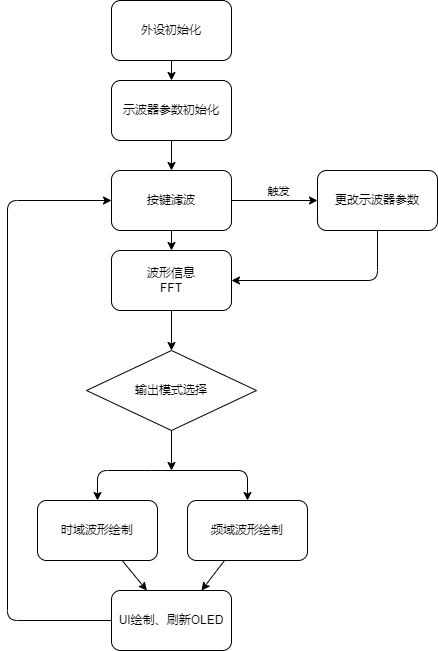 外设初始化
示波器参数初始化
按键滤波
触发
更改示波器参数
波形信息
FFT
输出模式选择
时域波形绘制
频域波形绘制
UI绘制、刷新OLED